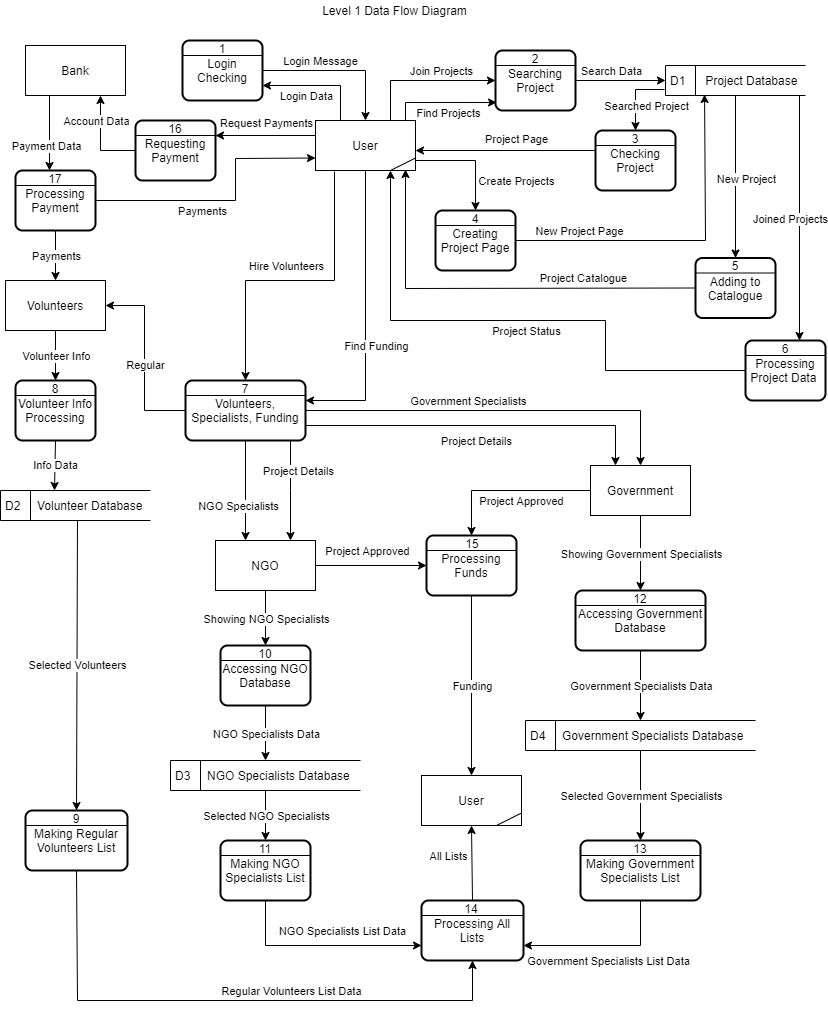 Level 1 Data Flow Diagram
Bank
1
Login
Checking
Login Message
Login Data
Join Projects
Find Projects
2
Searching
Project
Search Data
D1
Project Database
Searched Project
Account Data
16
Requesting
Payment
Request Payments
User
Project Page
3
Checking
Project
Payment Data
17
Processing
Payment
Payments
Create Projects
4
Creating
Project Page
New Project Page
New Project
Joined Projects
Payments
Hire Volunteers
Project Catalogue
5
Adding to
Catalogue
Volunteers
Project Status
6
Processing
Project Data
Volunteer Info
Regular
Find Funding
8
Volunteer Info
Processing
7
Volunteers,
Specialists, Funding
Government Specialists
Project Details
Info Data
Project Details
NGO Specialists
D2
Volunteer Database
Government
Project Approved
NGO
Project Approved
15
Processing
Funds
Showing Government Specialists
12
Accessing Government
Database
Showing NGO Specialists
10
Accessing NGO
Database
Selected Volunteers
Funding
Government Specialists Data
NGO Specialists Data
D4
Government Specialists Database
D3
NGO Specialists Database
User
Selected Government Specialists
Selected NGO Specialists
9
Making Regular
Volunteers List
11
Making NGO
Specialists List
All Lists
13
Making Government
Specialists List
14
Processing All
Lists
NGO Specialists List Data
Government Specialists List Data
Regular Volunteers List Data